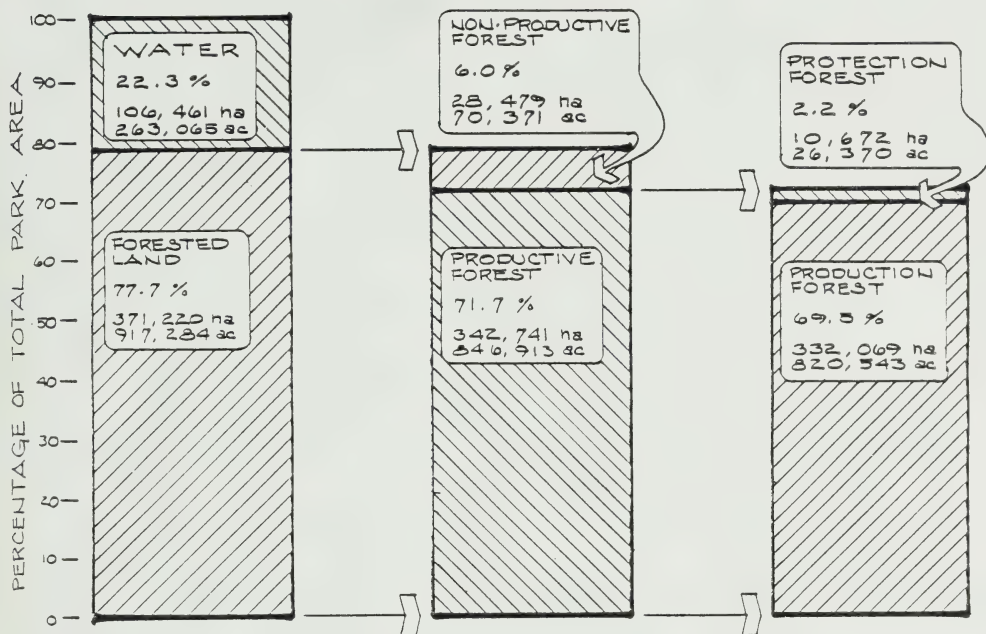 PERCENTAGE OF TOTAL PARK. AREA
100
90
80
70
60
50
40
30
20
10
0
WATER
22.3 %
106,461 ha
263,065 ac
FORESTED
LAND
77.7 %
371,220 ha
917,284 ac
NON-PRODUCTIVE
FOREST
6.0 %
28,479 ha
70,371 ac
PRODUCTIVE
FOREST
71.7 %
342,741 ha
846,913 ac
PROTECTION
FOREST
2.2 %
10,672 ha
26,370 ac
PRODUCTION
FOREST
69.5 %
332,069 ha
820,543 ac